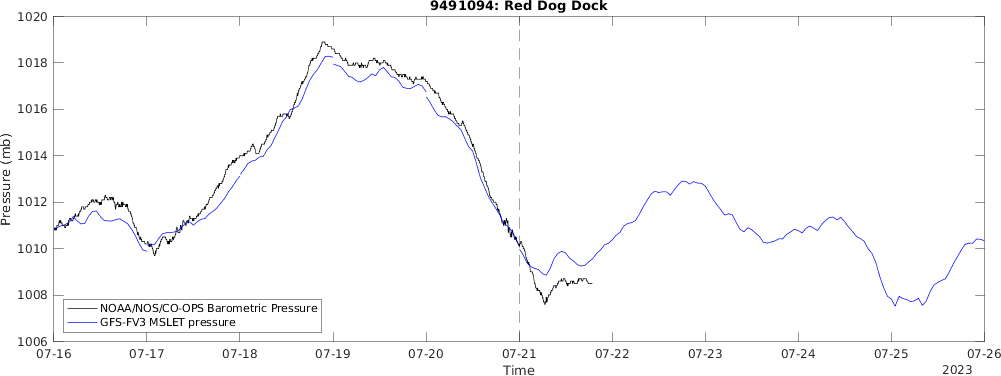 9491094: Red Dog Dock
1020
1018
1016
1014
1012
1010
1008
1006
Pressure (mb)
NOAA/NOS/CO-OPS Barometric Pressure
GFS-FV3 MSLET pressure
07-16 07-17 07-18 07-19 07-20 07-21 07-22 07-23 07-24 07-25 07-26
Time
2023